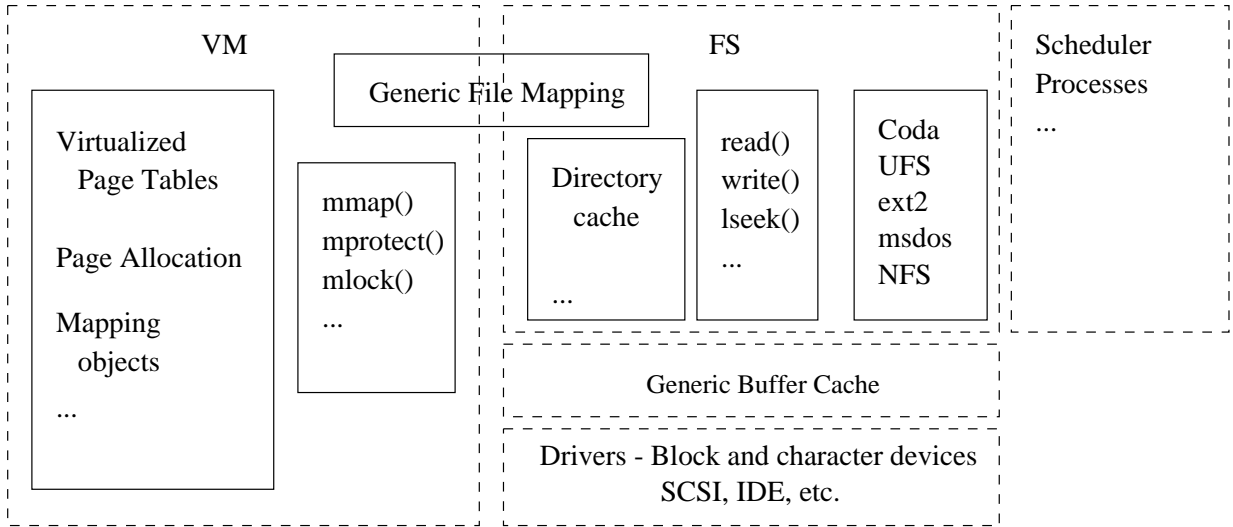 VM
Virtualized
Page Tables
Page Allocation
Mapping
objects
...
mmap()
mprotect()
mlock()
...
Generic File Mapping
FS
Directory
cache
...
read()
write()
lseek()
...
Coda
UFS
ext2
msdos
NFS
Generic Buffer Cache
Drivers - Block and character devices
SCSI, IDE, etc.
Scheduler
Processes
...